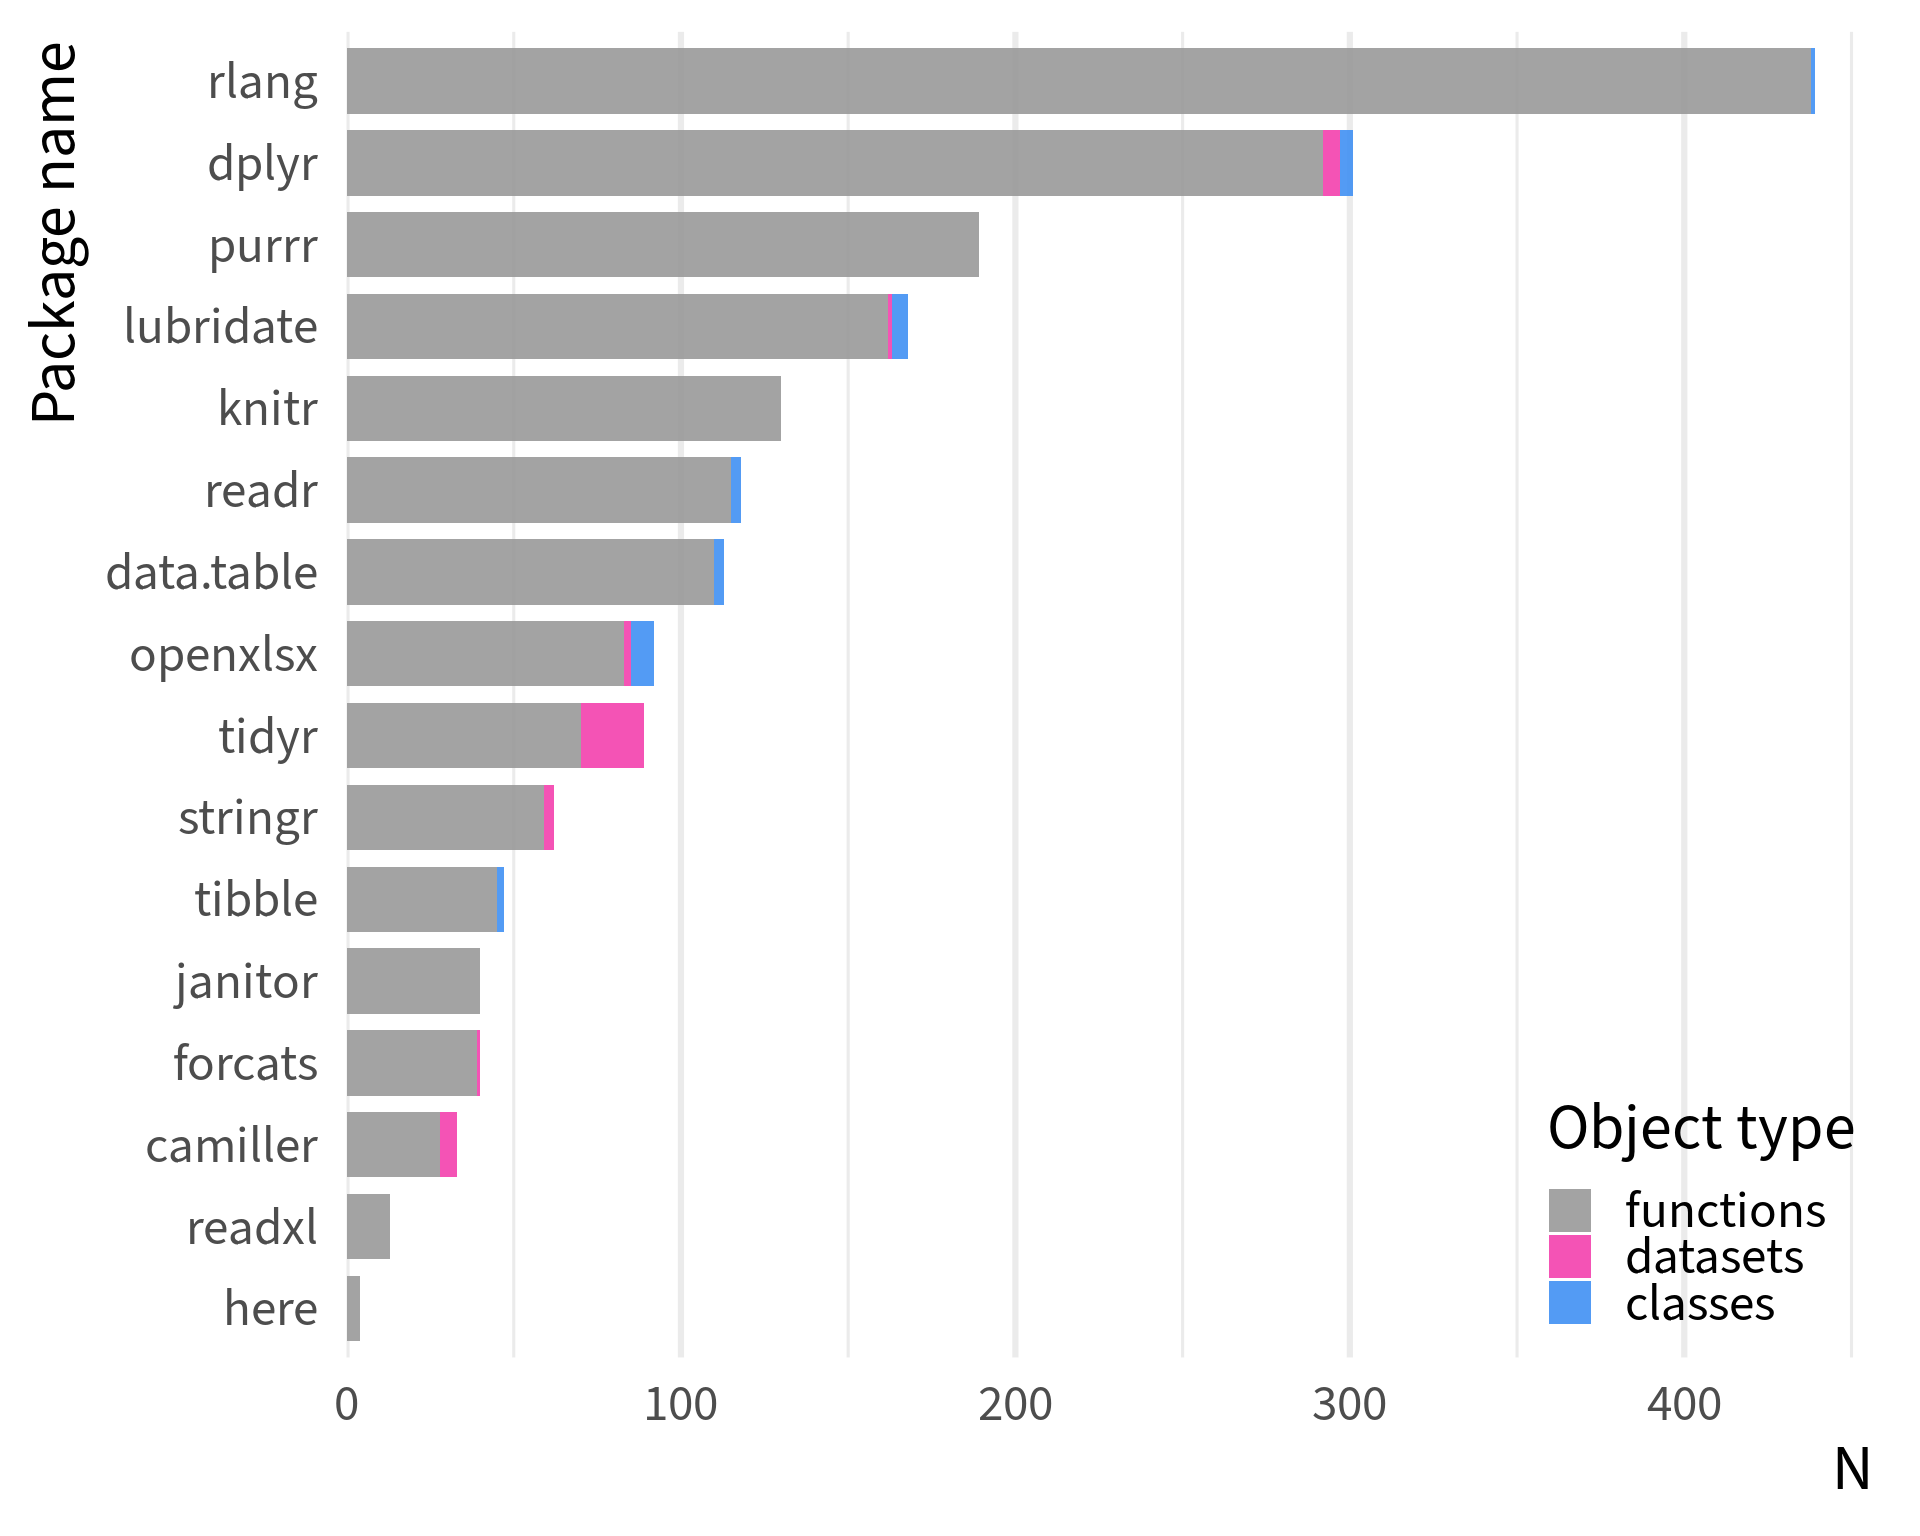 Package name
rlang
dplyr
purrr
lubridate
knitr
readr
data.table
openxlsx
tidyr
stringr
tibble
janitor
forcats
camiller
readxl
here
Object type
functions
datasets
classes
0 100 200 300 400
N